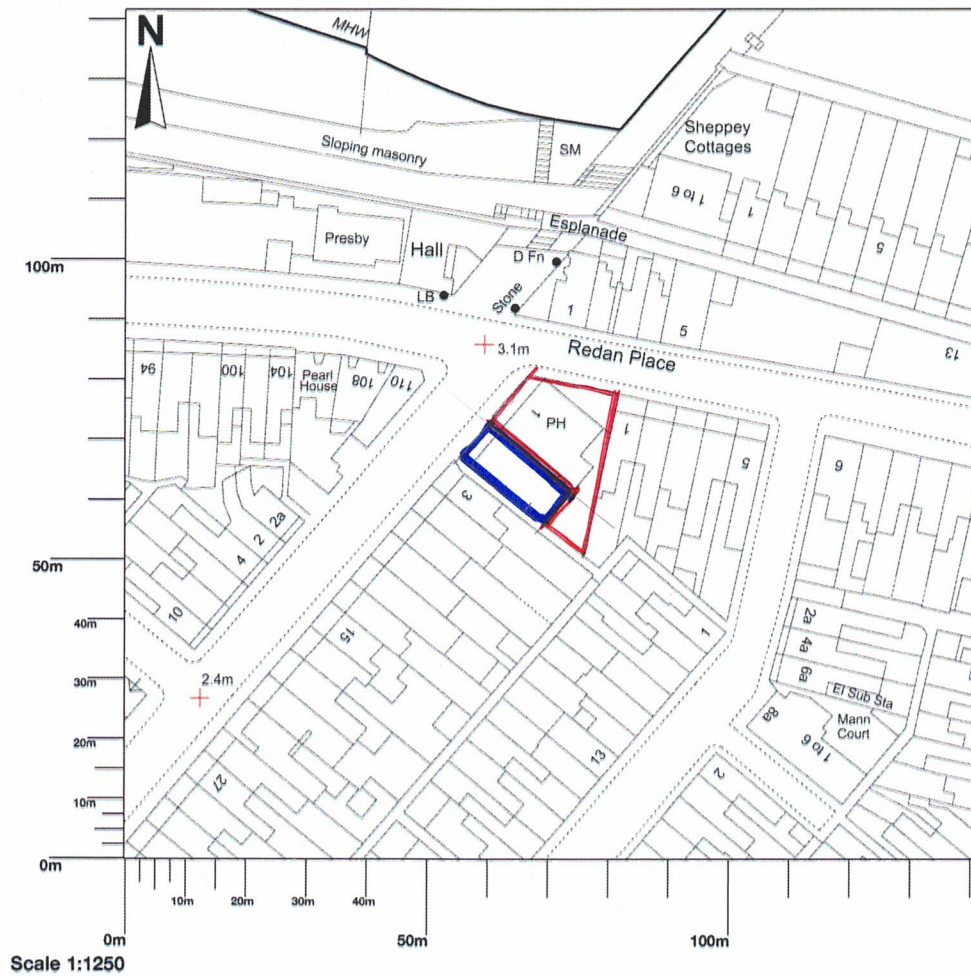 N
MHW
Sloping masonry
SM
Sheppey
Cottages
1 to 6
1
5
Esplanade
Presby
Hall
D Fn
LB
Stone
1
5
13
100m
3.1m
Redan Place
94
100
104
Pearl
House
108
110
1
PH
1
5
6
3
2a
2
4
10
50m
40m
30m
20m
10m
0m
15
1
2a
4a
6a
El Sub Sta
Mann
Court
8a
1 to 6
2.4m
27
13
2
10m
20m
30m
40m
0m
50m
100m
Scale 1:1250